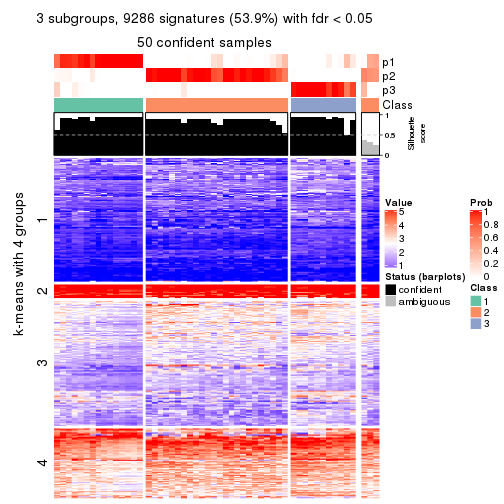 3 subgroups, 9286 signatures (53.9%) with fdr < 0.05
50 confident samples
p1
p2
p3
Class
1
0.5
0
Silhouette
score
k-means with 4 groups
1
2
3
4
Value
5
4
3
2
1
Status (barplots)
confident
ambiguous
Prob
1
0.8
0.6
0.4
0.2
0
Class
1
2
3